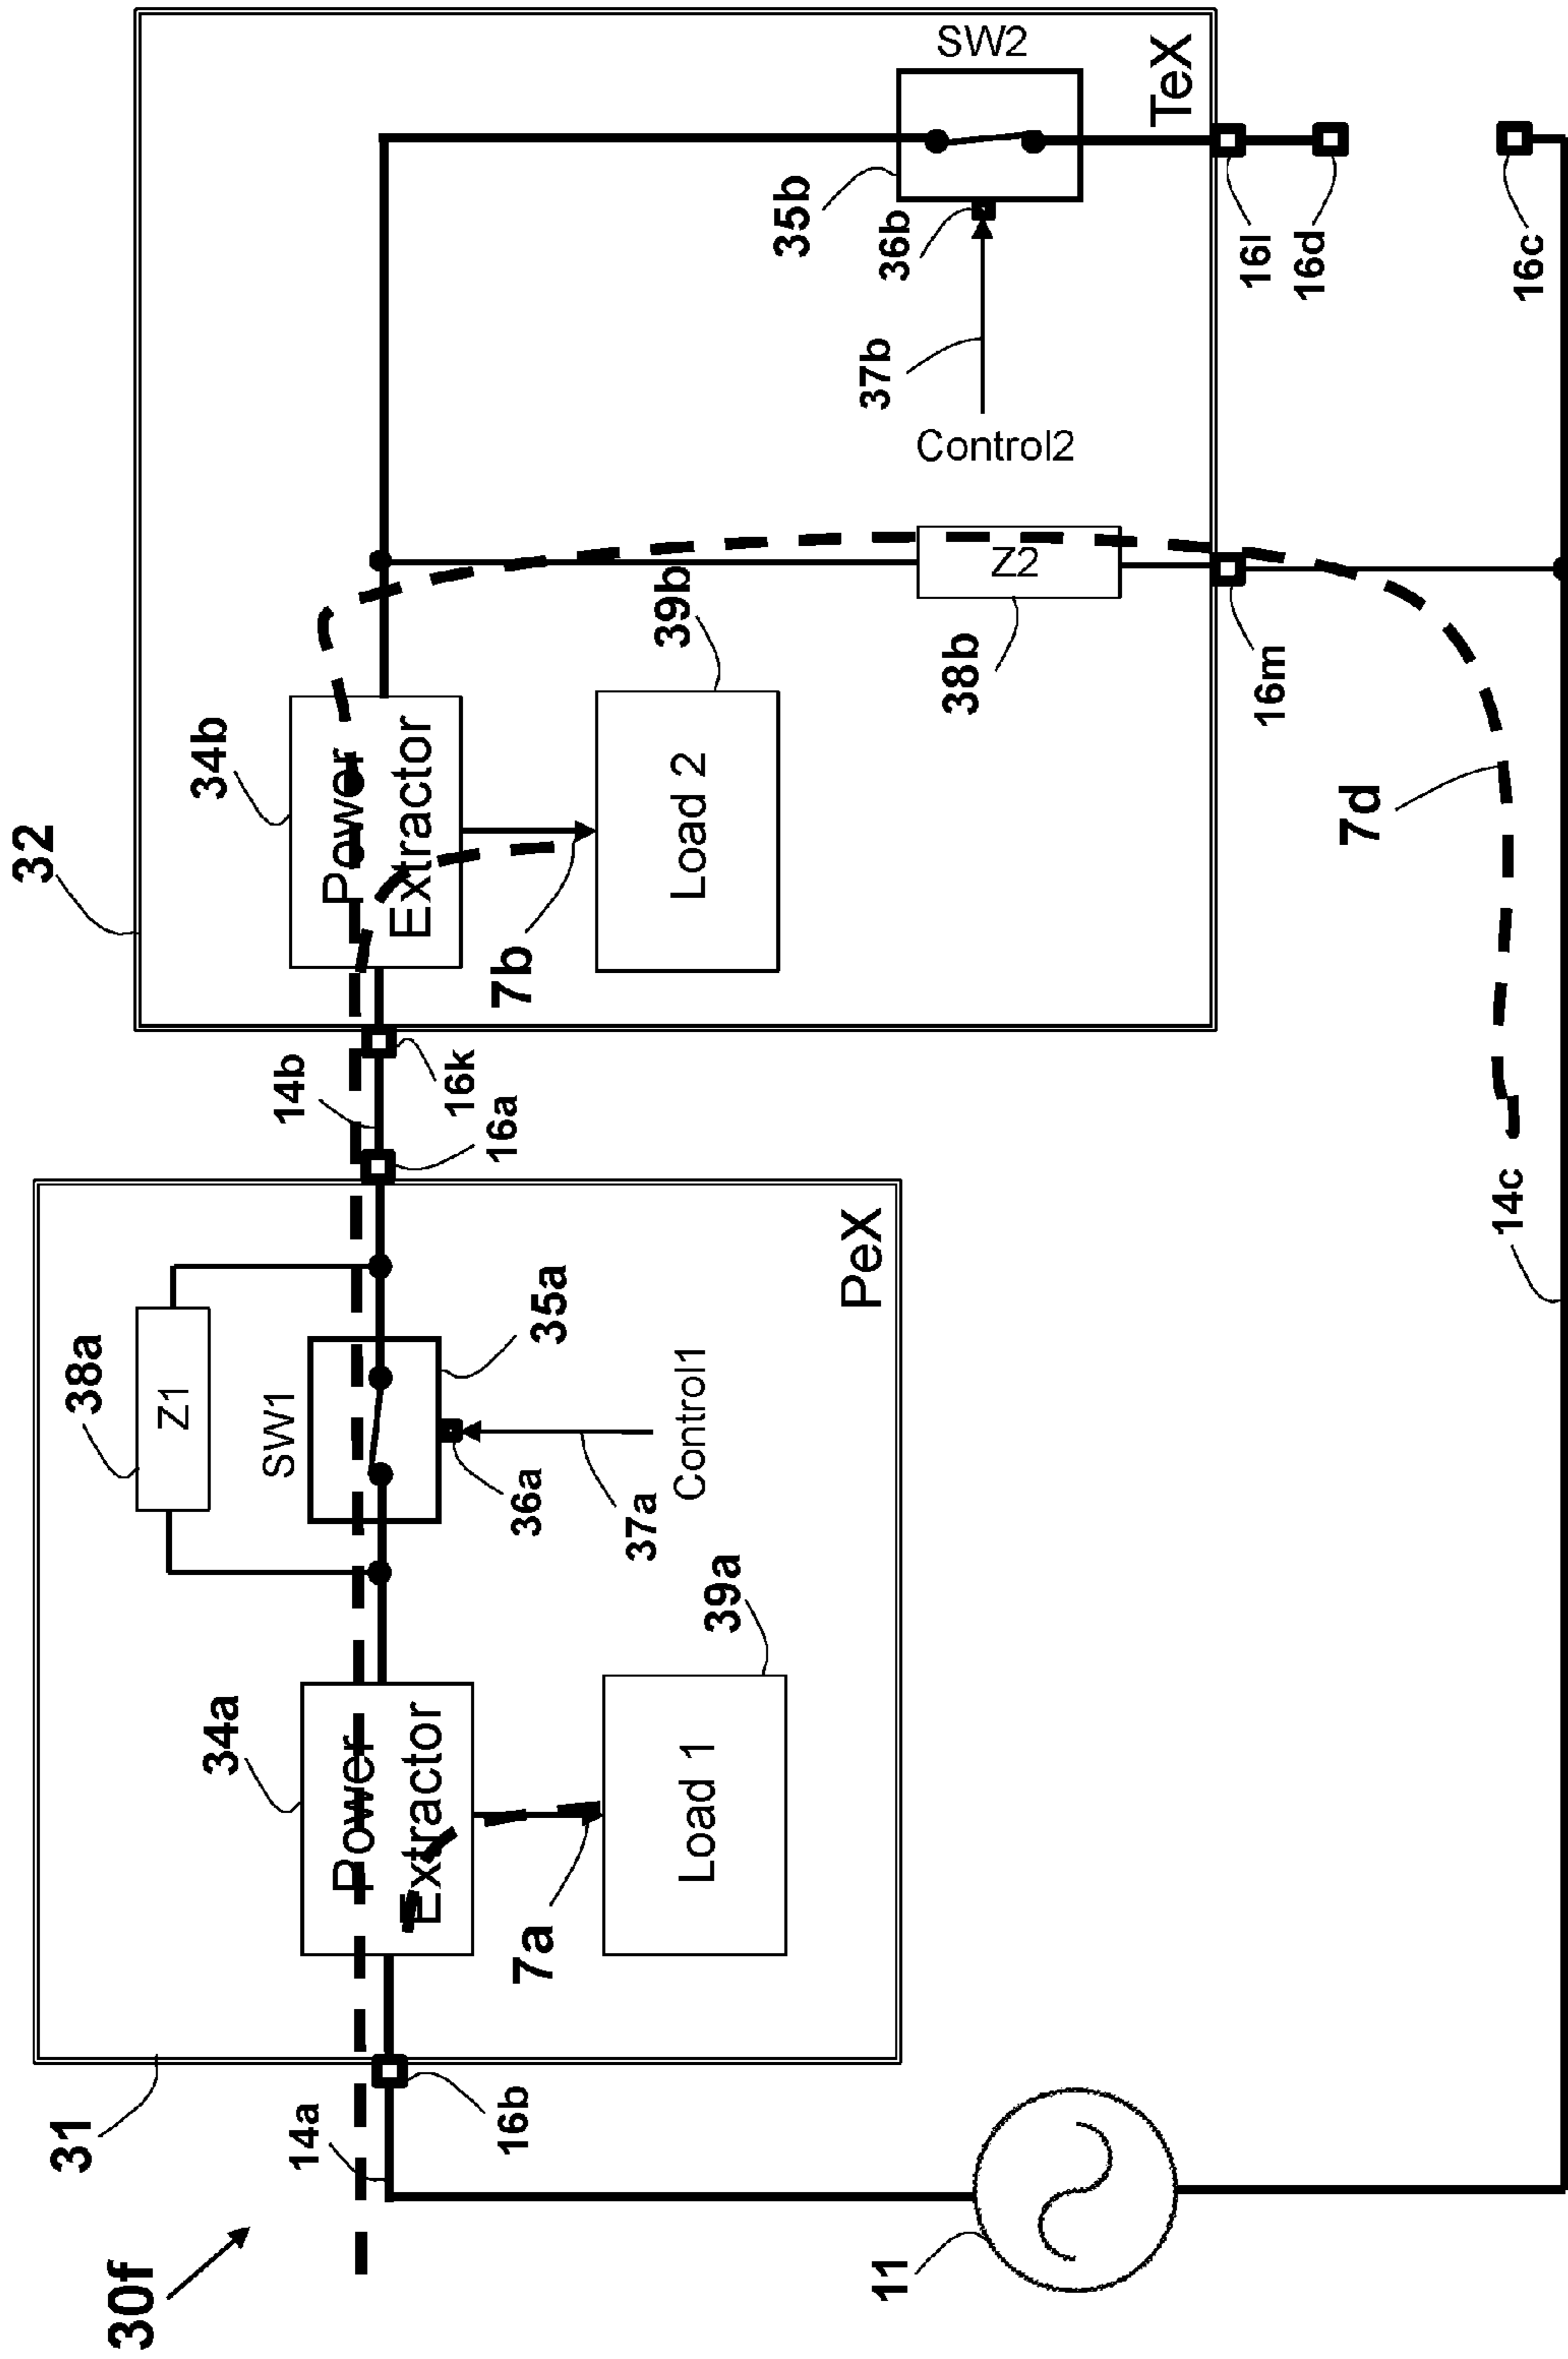 30f
31
14a
16b
34a
Power
Extractor
7a
Load 1
39a
38a
Z1
SW1
35a
36a
37a
Control1
PeX
14b
16k
16a
32
34b
Power
Extractor
7b
Load 2
39b
Z2
38b
16m
SW2
35b
36b
37b
Control2
TeX
16l
16d
16c
7d
14c
11